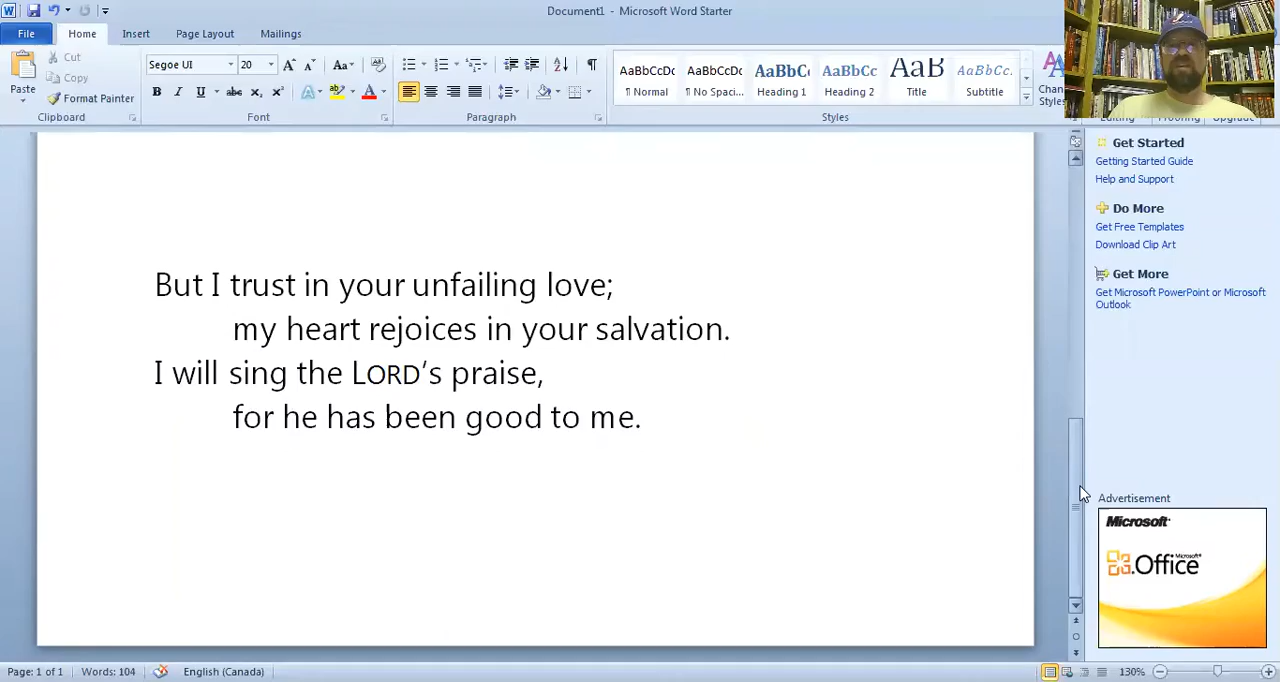 Document1 - Microsoft Word Starter
File Home Insert Page Layout Mailings
Paste
Cut
Copy
Format Painter
Clipboard
Segoe UI 20
Font
Paragraph
AaBbCcDc AaBbCcDc AaBbC AaBbCc AaB AaBbCc.
¶ Normal ¶ No Spaci... Heading 1 Heading 2 Title Subtitle
Styles
Styles
But I trust in your unfailing love;
my heart rejoices in your salvation.
I will sing the LORD’s praise,
for he has been good to me.
Get Started
Getting Started Guide
Help and Support
Do More
Get Free Templates
Download Clip Art
Get More
Get Microsoft PowerPoint or Microsoft
Outlook
Advertisement
Microsoft
Microsoft
Office
Page: 1 of 1 Words: 104 English (Canada) 130%